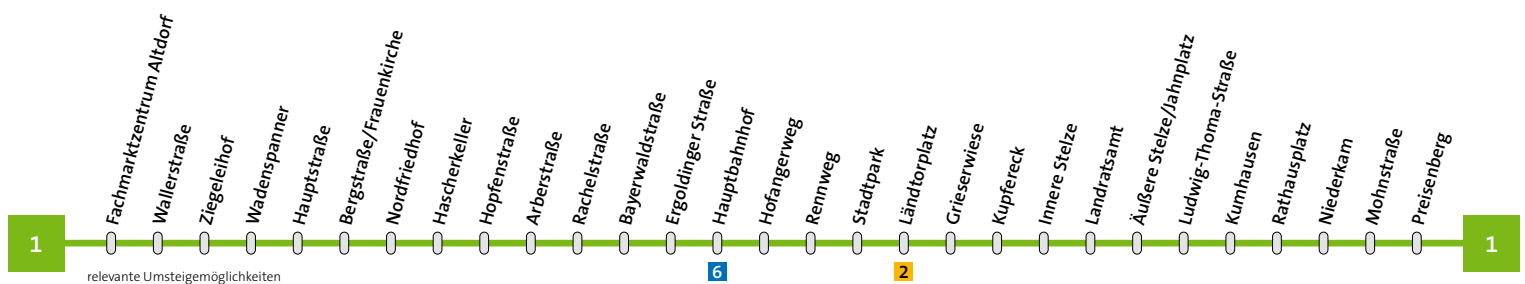 1
Fachmarktzentrum Altdorf
Wallerstraße
Ziegeleihof
Wadenspanner
Hauptstraße
Bergstraße/Frauenkirche
Nordfriedhof
Hascherkeller
Hopfenstraße
Arberstraße
Rachelstraße
Bayerwaldstraße
Ergoldinger Straße
Hauptbahnhof
Hofangerweg
Rennweg
Stadtpark
Ländtorplatz
Grieserwiese
Kupfereck
Innere Stelze
Landratsamt
Äußere Stelze/Jahnplatz
Ludwig-Thoma-Straße
Kumhausen
Rathausplatz
Niederkam
Mohnstraße
Preisenberg
1
relevante Umsteigemöglichkeiten
6
2